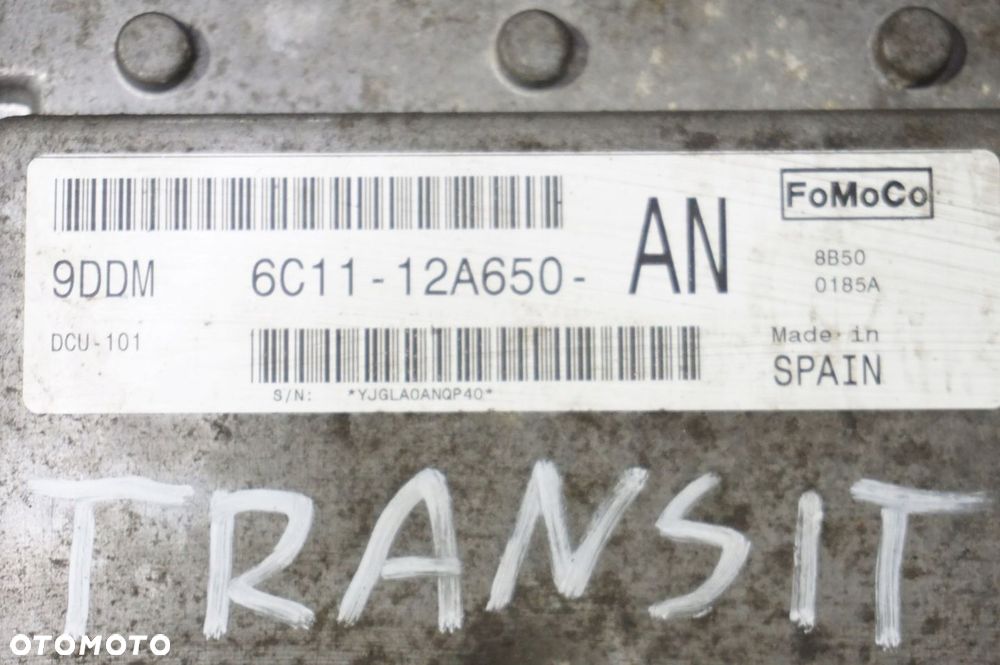 FoMoCo
9DDM 6C11-12A650- AN
8B50
0185A
DCU-101
Made in
SPAIN
S/N: *YJGLA0ANQP40*
TRANSIT
OTOMOTO